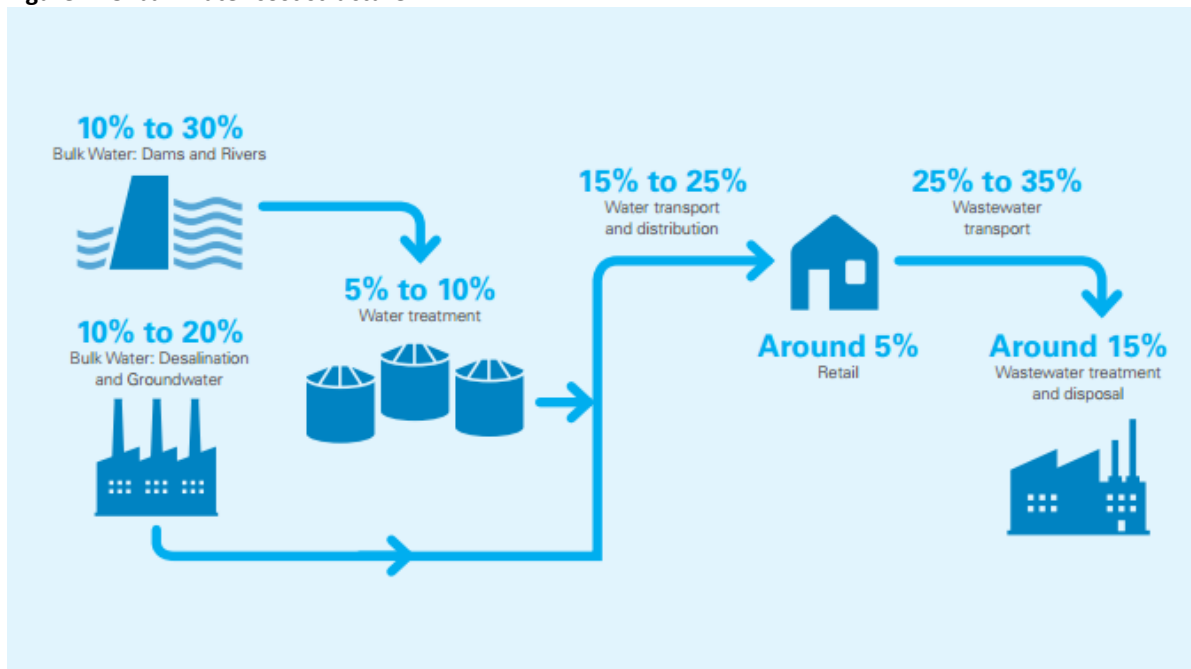 10% to 30%
Bulk Water: Dams and Rivers
10% to 20%
Bulk Water: Desalination
and Groundwater
5% to 10%
Water treatment
15% to 25%
Water transport
and distribution
Around 5%
Retail
25% to 35%
Wastewater
transport
Around 15%
Wastewater treatment
and disposal